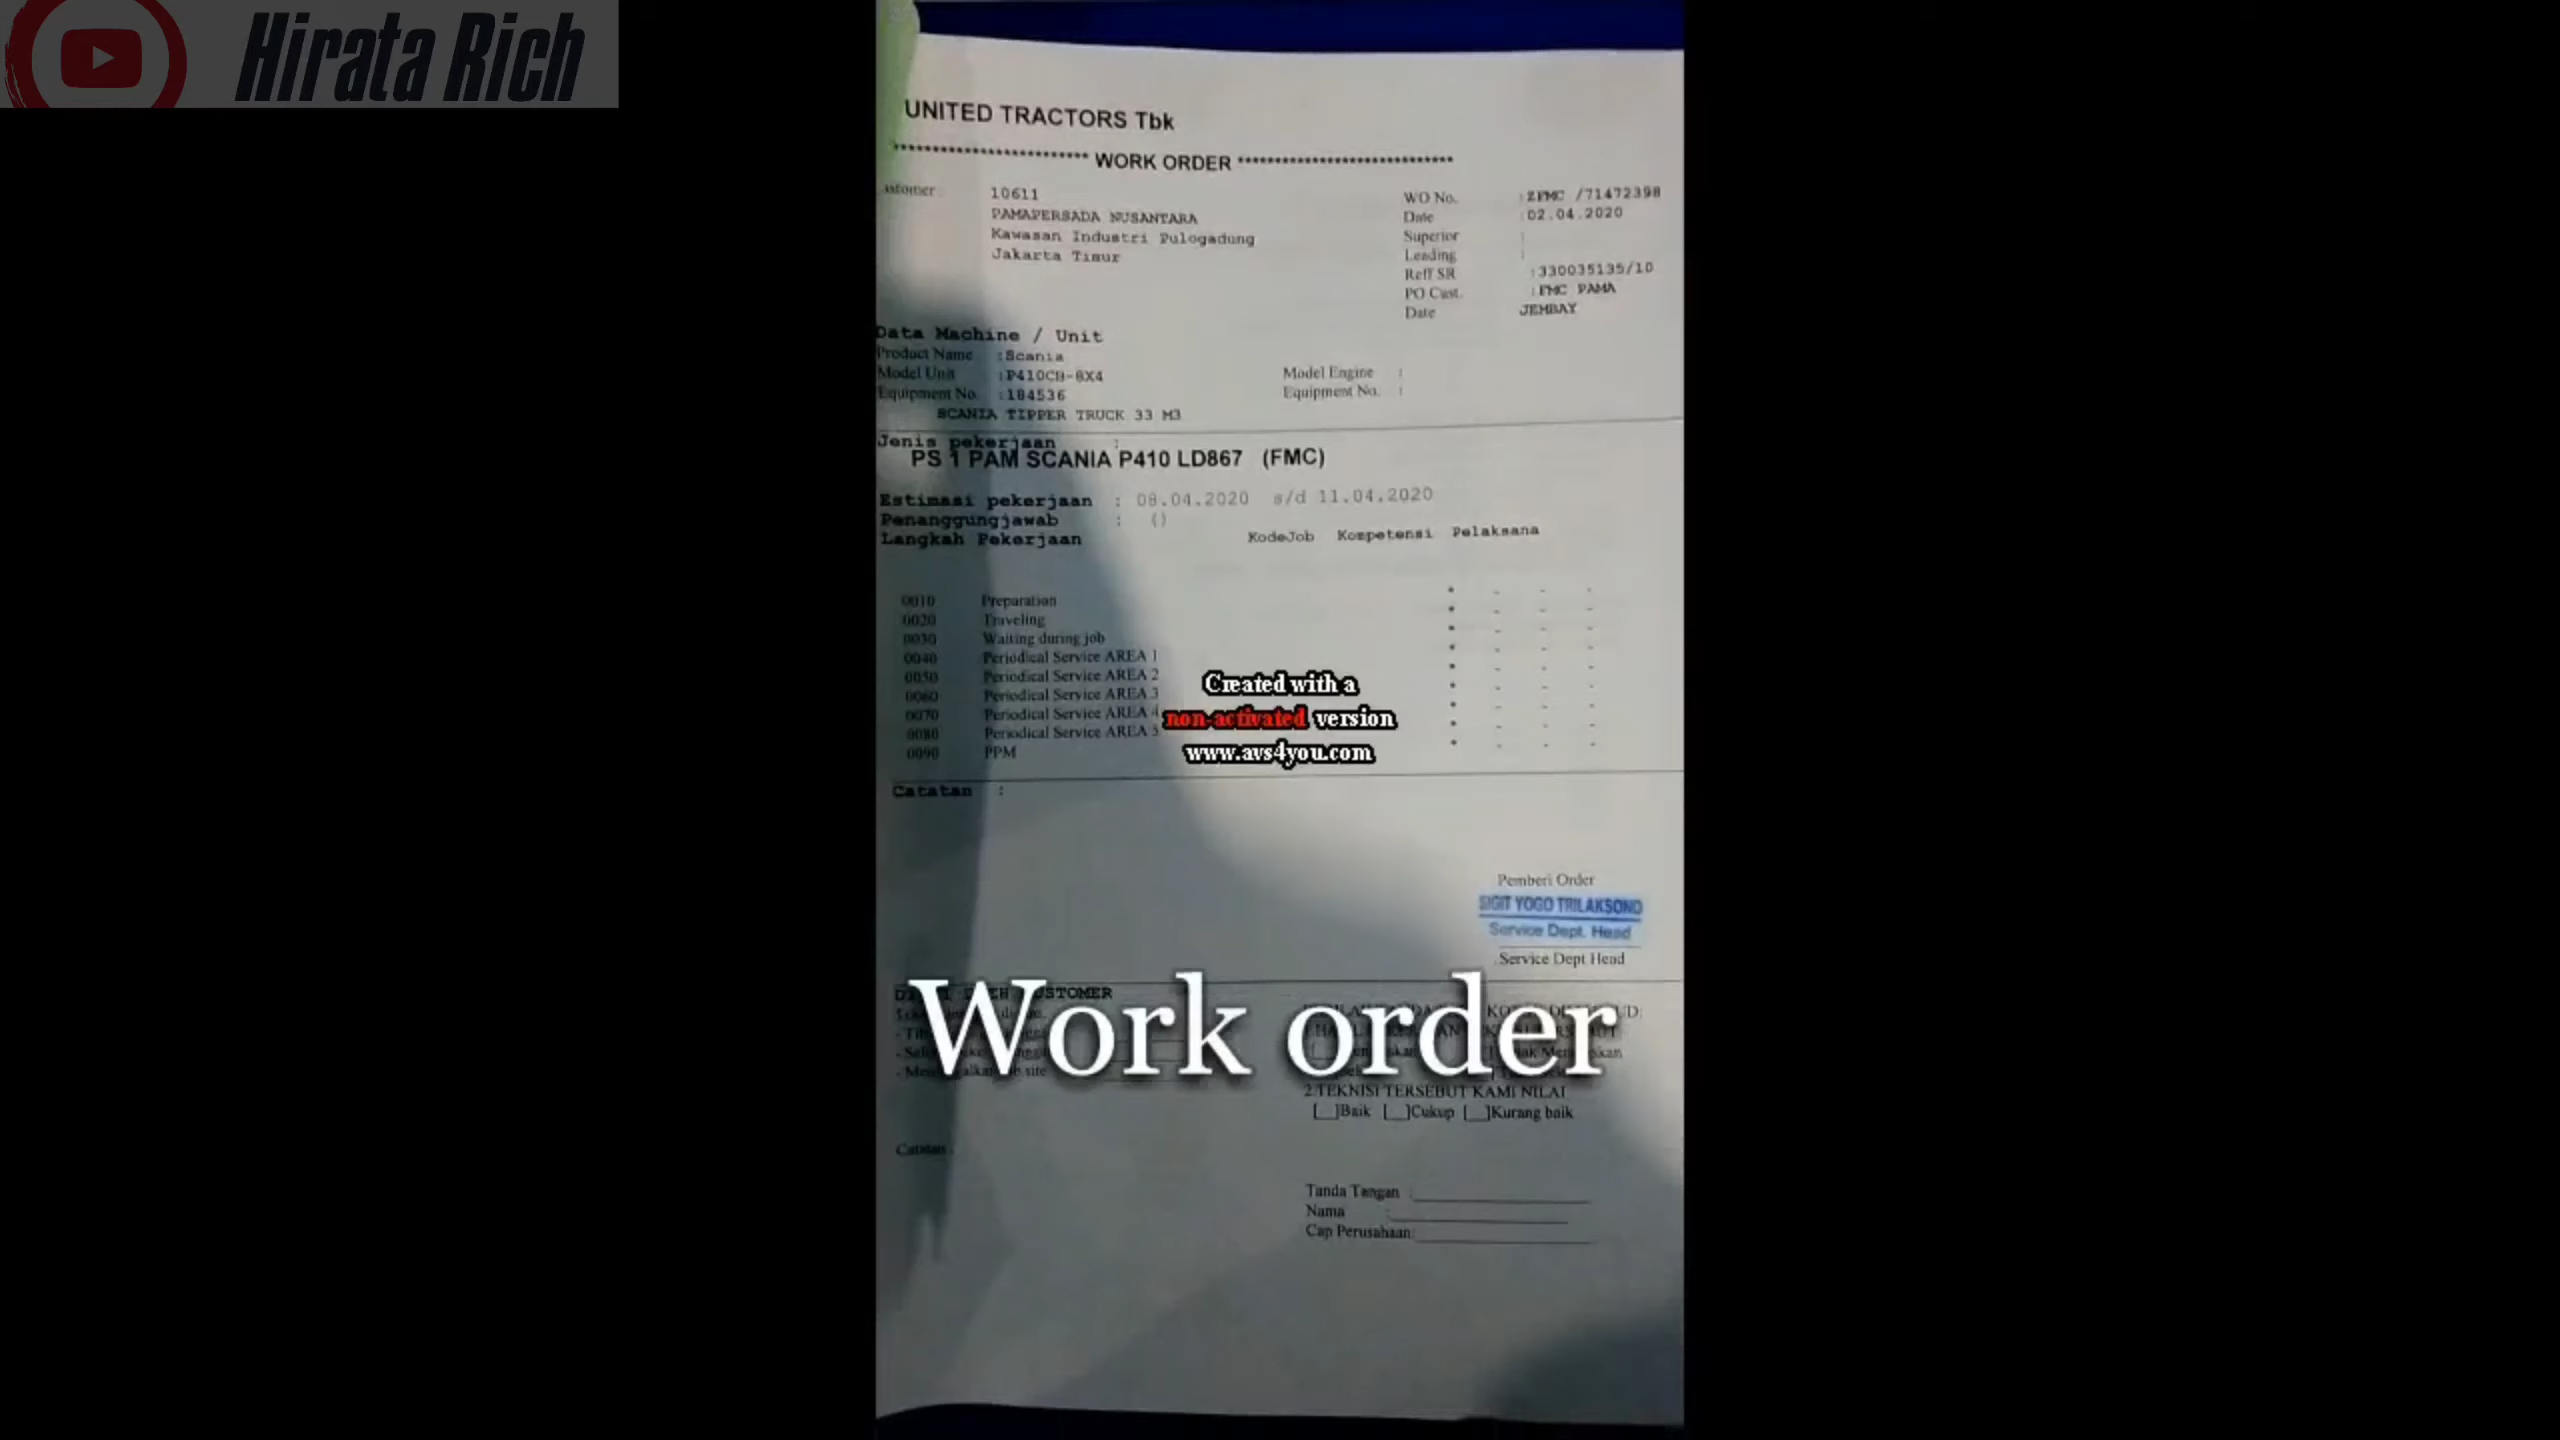 Hirata Rich
UNITED TRACTORS Tbk
************************* WORK ORDER ****************************
10611
PAMAPERSADA NUSANTARA
Kawasan Industri Pulogadung
Jakarta Timur
WO No. :ZFMC /71472398
Date :02.04.2020
Superior :
Leading :
Reff SR :330035135/10
PO Cust. :FMC PAMA
Date JEMBAY
Data Machine / Unit
Product Name :Scania
Model Unit :P410CB-8X4
Equipment No. :184536
SCANIA TIPPER TRUCK 33 M3
Model Engine :
Equipment No. :
Jenis pekerjaan :
PS 1 PAM SCANIA P410 LD867 (FMC)
Estimasi pekerjaan : 08.04.2020 s/d 11.04.2020
Penanggungjawab : ()
Langkah Pekerjaan KodeJob Kompetensi Pelaksana
0010 Preparation
0020 Traveling
0030 Waiting during job
0040 Periodical Service AREA 1
0050 Periodical Service AREA 2
0060 Periodical Service AREA 3
0070 Periodical Service AREA 4
0080 Periodical Service AREA 5
0090 PPM
Created with a
non-activated version
www.avs4you.com
Catatan :
Pemberi Order
SIGIT YOGO TRILAKSONO
Service Dept. Head
Service Dept Head
Work order
2.TEKNISI TERSEBUT KAMI NILAI
[__]Baik [__]Cukup [__]Kurang baik
Catatan :
Tanda Tangan :
Nama :
Cap Perusahaan: